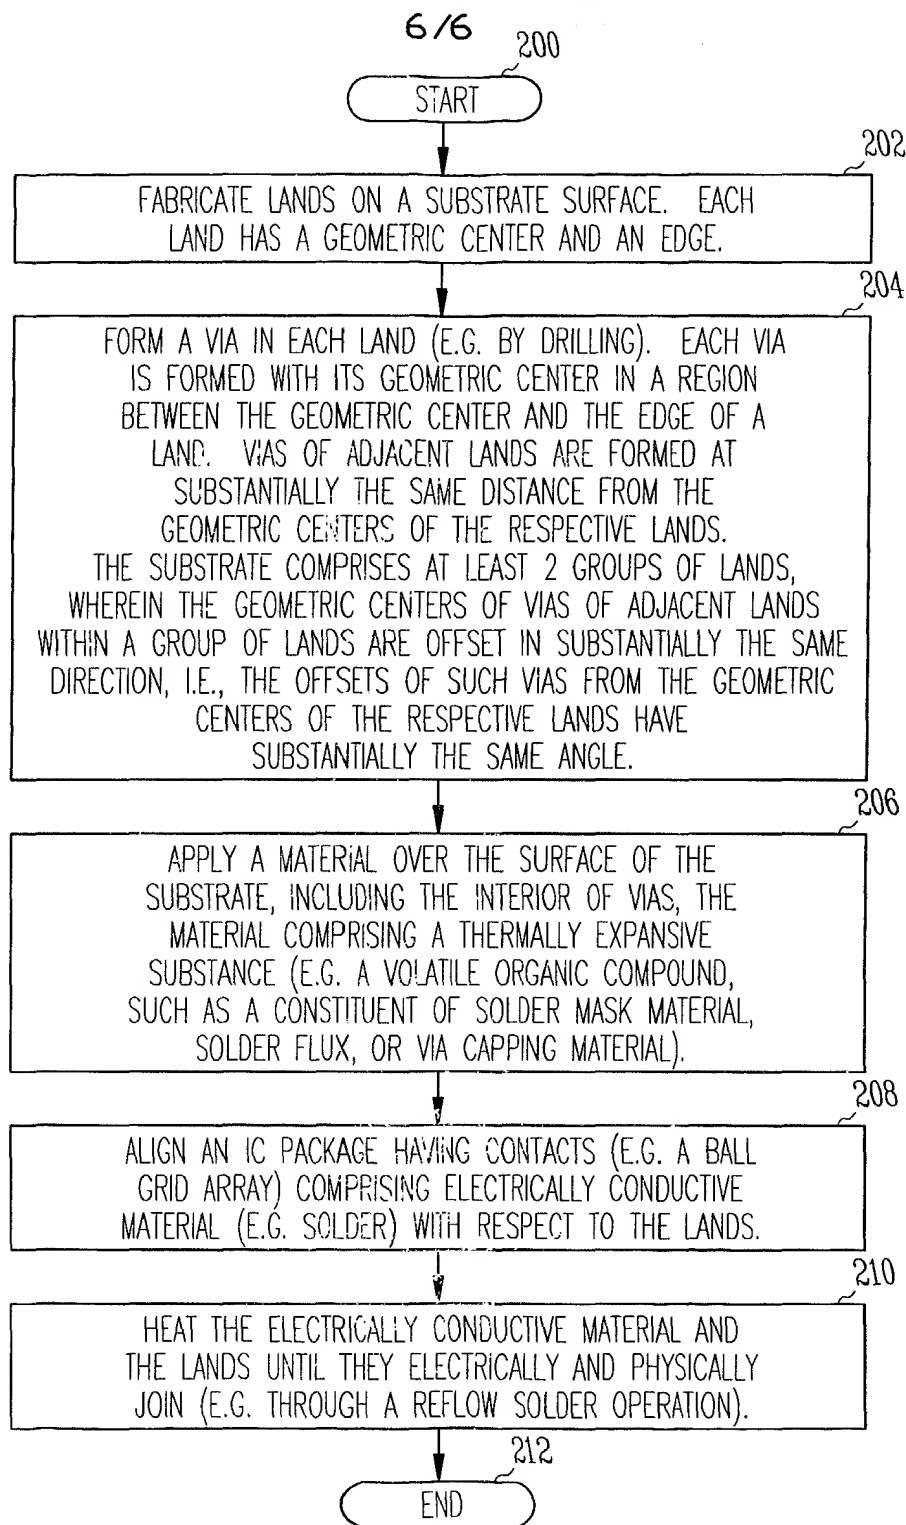 6/6
200
START
202
FABRICATE LANDS ON A SUBSTRATE SURFACE. EACH
LAND HAS A GEOMETRIC CENTER AND AN EDGE.
204
FORM A VIA IN EACH LAND (E.G. BY DRILLING). EACH VIA
IS FORMED WITH ITS GEOMETRIC CENTER IN A REGION
BETWEEN THE GEOMETRIC CENTER AND THE EDGE OF A
LAND. VIAS OF ADJACENT LANDS ARE FORMED AT
SUBSTANTIALLY THE SAME DISTANCE FROM THE
GEOMETRIC CENTERS OF THE RESPECTIVE LANDS.
THE SUBSTRATE COMPRISES AT LEAST 2 GROUPS OF LANDS,
WHEREIN THE GEOMETRIC CENTERS OF VIAS OF ADJACENT LANDS
WITHIN A GROUP OF LANDS ARE OFFSET IN SUBSTANTIALLY THE SAME
DIRECTION, I.E., THE OFFSETS OF SUCH VIAS FROM THE GEOMETRIC
CENTERS OF THE RESPECTIVE LANDS HAVE
SUBSTANTIALLY THE SAME ANGLE.
206
APPLY A MATERIAL OVER THE SURFACE OF THE
SUBSTRATE, INCLUDING THE INTERIOR OF VIAS, THE
MATERIAL COMPRISING A THERMALLY EXPANSIVE
SUBSTANCE (E.G. A VOLATILE ORGANIC COMPOUND,
SUCH AS A CONSTITUENT OF SOLDER MASK MATERIAL,
SOLDER FLUX, OR VIA CAPPING MATERIAL).
208
ALIGN AN IC PACKAGE HAVING CONTACTS (E.G. A BALL
GRID ARRAY) COMPRISING ELECTRICALLY CONDUCTIVE
MATERIAL (E.G. SOLDER) WITH RESPECT TO THE LANDS.
210
HEAT THE ELECTRICALLY CONDUCTIVE MATERIAL AND
THE LANDS UNTIL THEY ELECTRICALLY AND PHYSICALLY
JOIN (E.G. THROUGH A REFLOW SOLDER OPERATION).
212
END